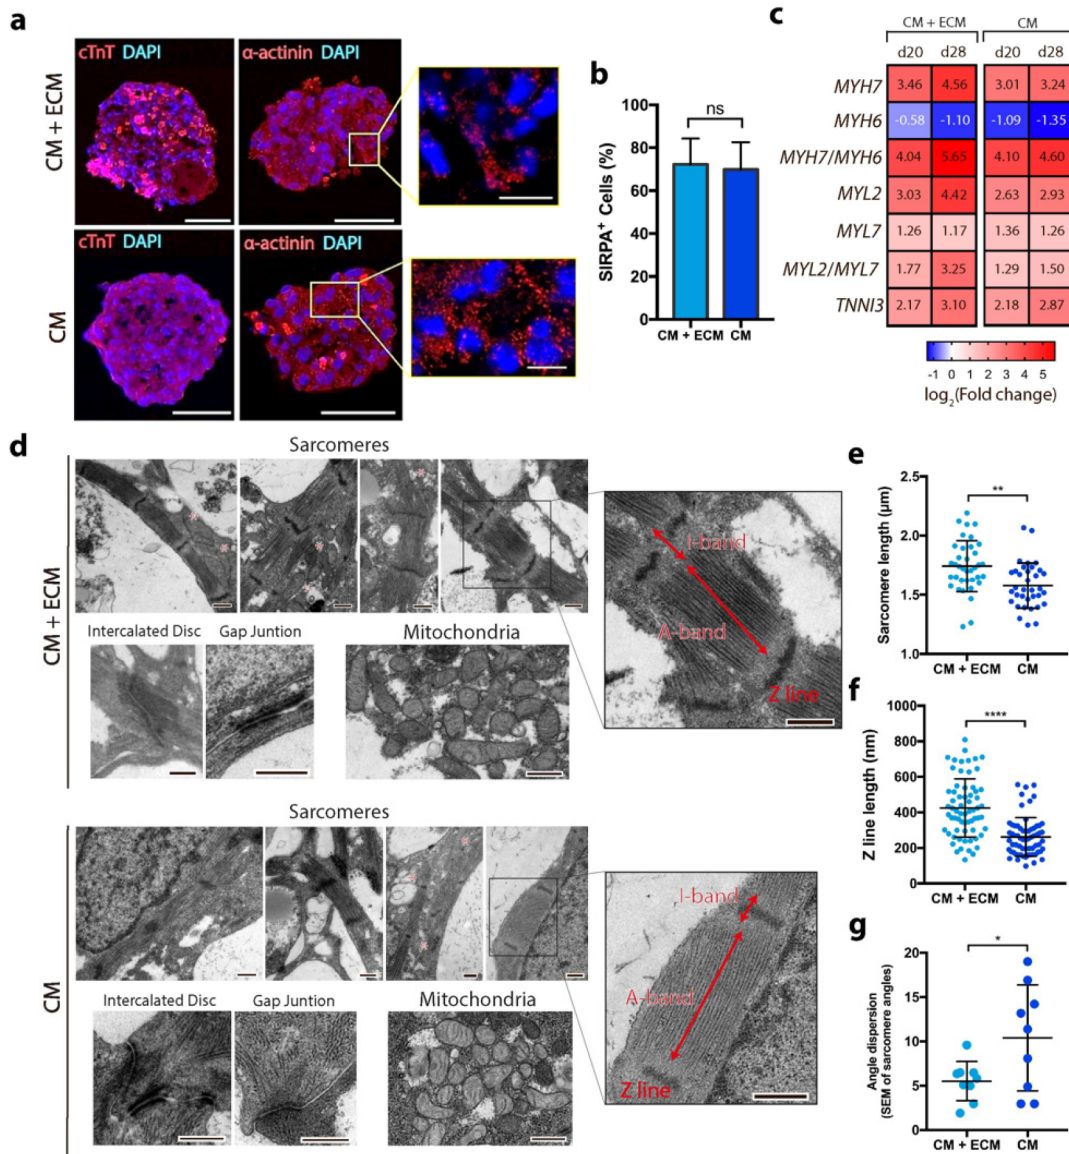 a
cTnT DAPI
α-actinin DAPI
CM + ECM
cTnT DAPI
α-actinin DAPI
CM
b
ns
SIRPA+ Cells (%)
100
80
60
40
20
0
CM + ECM CM
c
CM + ECM CM
d20 d28 d20 d28
MYH7 3.46 4.56 3.01 3.24
MYH6 -0.58 -1.10 -1.09 -1.35
MYH7/MYH6 4.04 5.65 4.10 4.60
MYL2 3.03 4.42 2.63 2.93
MYL7 1.26 1.17 1.36 1.26
MYL2/MYL7 1.77 3.25 1.29 1.50
TNNI3 2.17 3.10 2.18 2.87
-1 0 1 2 3 4 5
log2(Fold change)
d
CM + ECM
Sarcomeres
* * * * *
I-band
A-band
Z line
Intercalated Disc
Gap Juntion
Mitochondria
CM
Sarcomeres
* * *
I-band
A-band
Z line
Intercalated Disc
Gap Juntion
Mitochondria
e
Sarcomere length (μm)
2.5
2.0
1.5
1.0
**
CM + ECM CM
f
Z line length (nm)
1000
800
600
400
200
0
****
CM + ECM CM
g
Angle dispersion
(SEM of sarcomere angles)
20
15
10
5
0
*
CM + ECM CM